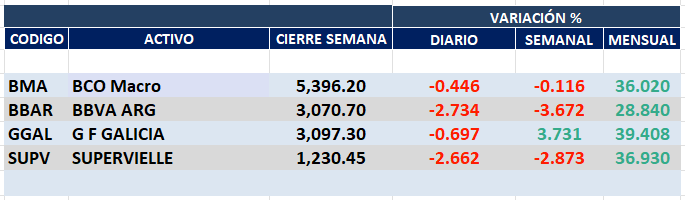 VARIACIÓN %
CODIGO ACTIVO CIERRE SEMANA DIARIO SEMANAL MENSUAL
BMA BCO Macro 5,396.20 -0.446 -0.116 36.020
BBAR BBVA ARG 3,070.70 -2.734 -3.672 28.840
GGAL G F GALICIA 3,097.30 -0.697 3.731 39.408
SUPV SUPERVIELLE 1,230.45 -2.662 -2.873 36.930